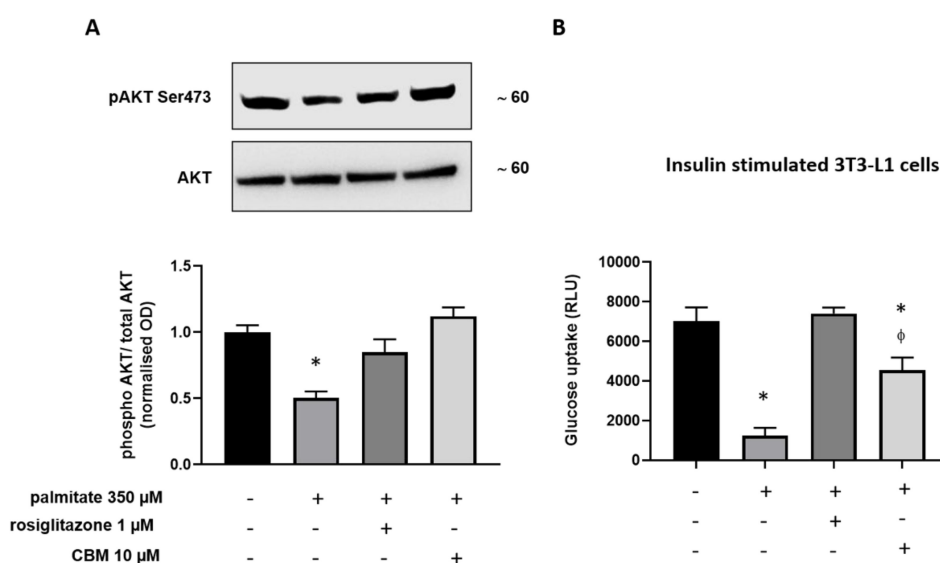 A
B
pAKT Ser473
~ 60
AKT
~ 60
Insulin stimulated 3T3-L1 cells
phospho AKT/ total AKT
(normalised OD)
1.5
1.0
0.5
0.0
*
Glucose uptake (RLU)
10000
8000
6000
4000
2000
0
*
*
ϕ
palmitate 350 µM - + + +
rosiglitazone 1 µM - - + -
CBM 10 µM - - - +
- + + +
- - + -
- - - +